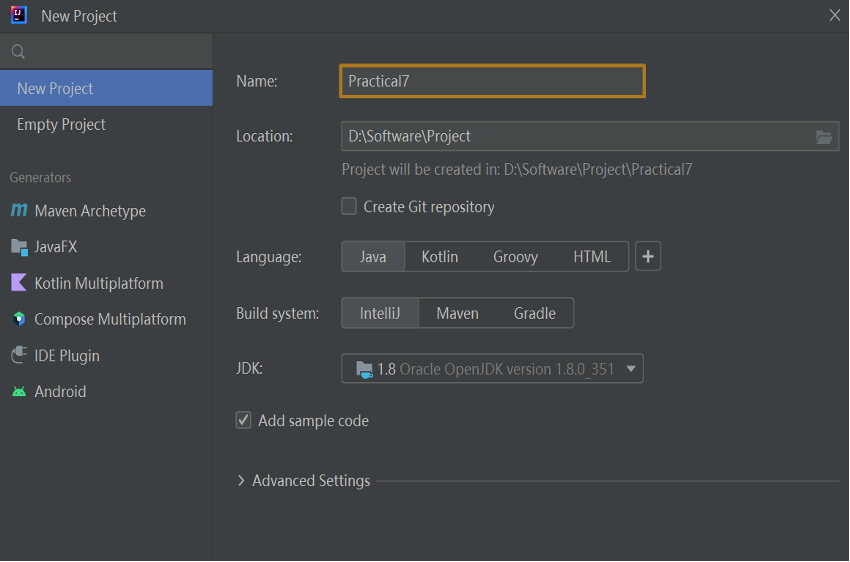 New Project
New Project
Empty Project
Generators
Maven Archetype
JavaFX
Kotlin Multiplatform
Compose Multiplatform
IDE Plugin
Android
Name: Practical7
Location: D:\Software\Project
Project will be created in: D:\Software\Project\Practical7
Create Git repository
Language: Java Kotlin Groovy HTML +
Build system: IntelliJ Maven Gradle
JDK: 1.8 Oracle OpenJDK version 1.8.0_351
Add sample code
Advanced Settings